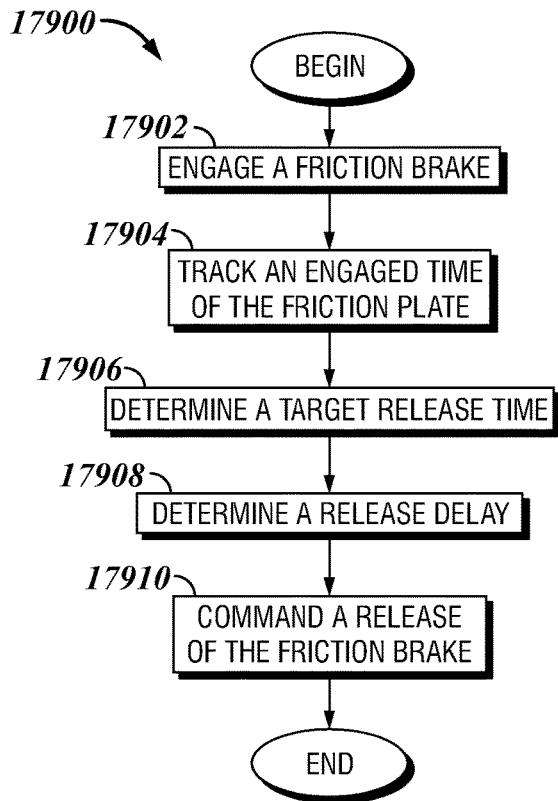 17900
BEGIN
17902
ENGAGE A FRICTION BRAKE
17904
TRACK AN ENGAGED TIME
OF THE FRICTION PLATE
17906
DETERMINE A TARGET RELEASE TIME
17908
DETERMINE A RELEASE DELAY
17910
COMMAND A RELEASE
OF THE FRICTION BRAKE
END